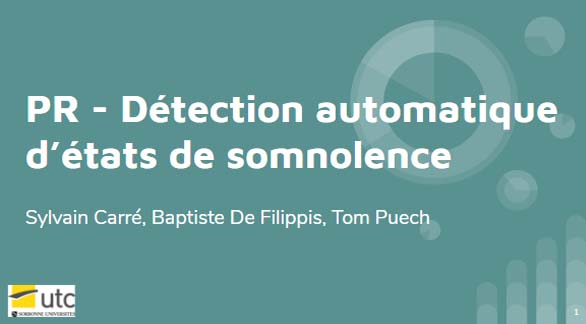 PR - Détection automatique
d’états de somnolence
Sylvain Carré, Baptiste De Filippis, Tom Puech
utc
SORBONNE UNIVERSITÉS
1